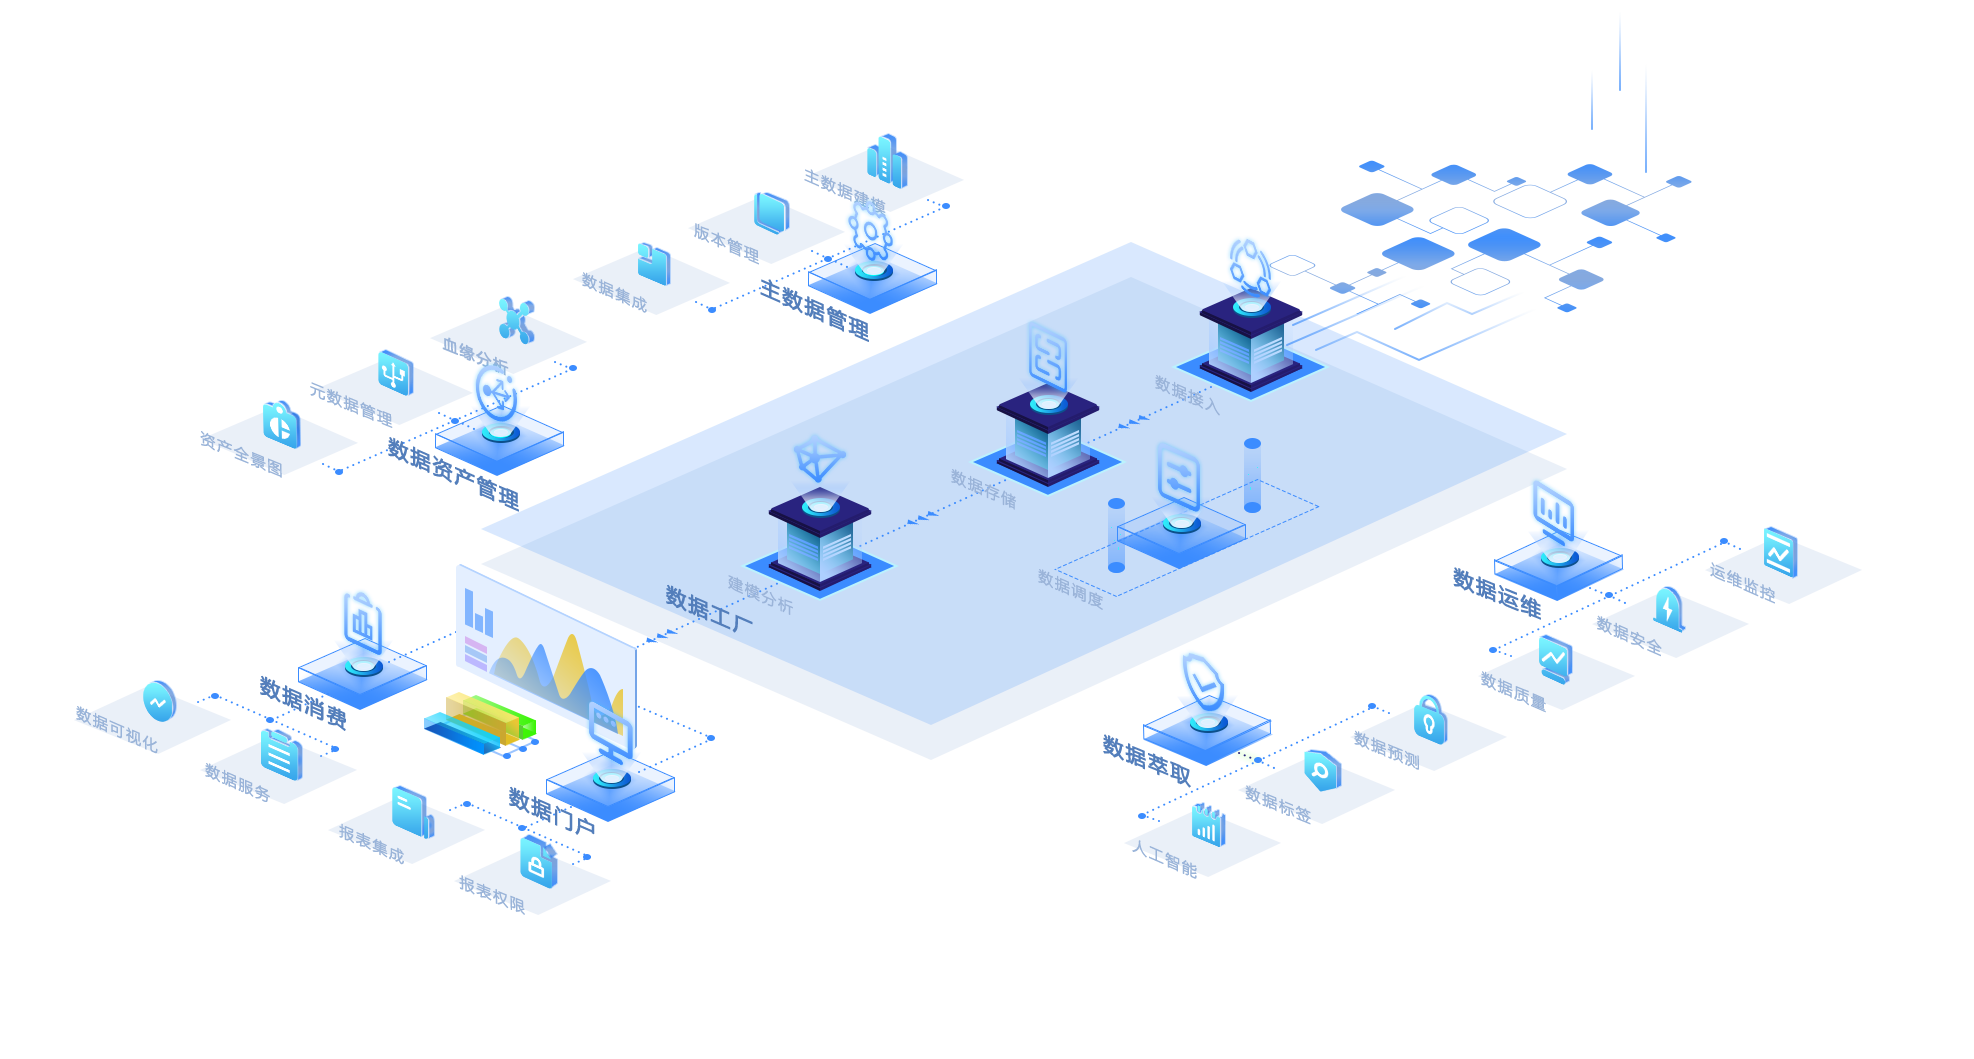 主数据建模
版本管理
数据集成
主数据管理
血缘分析
元数据管理
资产全景图
数据资产管理
数据接入
数据存储
建模分析
数据调度
数据工厂
数据运维
运维监控
数据安全
数据质量
数据萃取
数据预测
数据标签
人工智能
数据消费
数据可视化
数据服务
数据门户
报表集成
报表权限